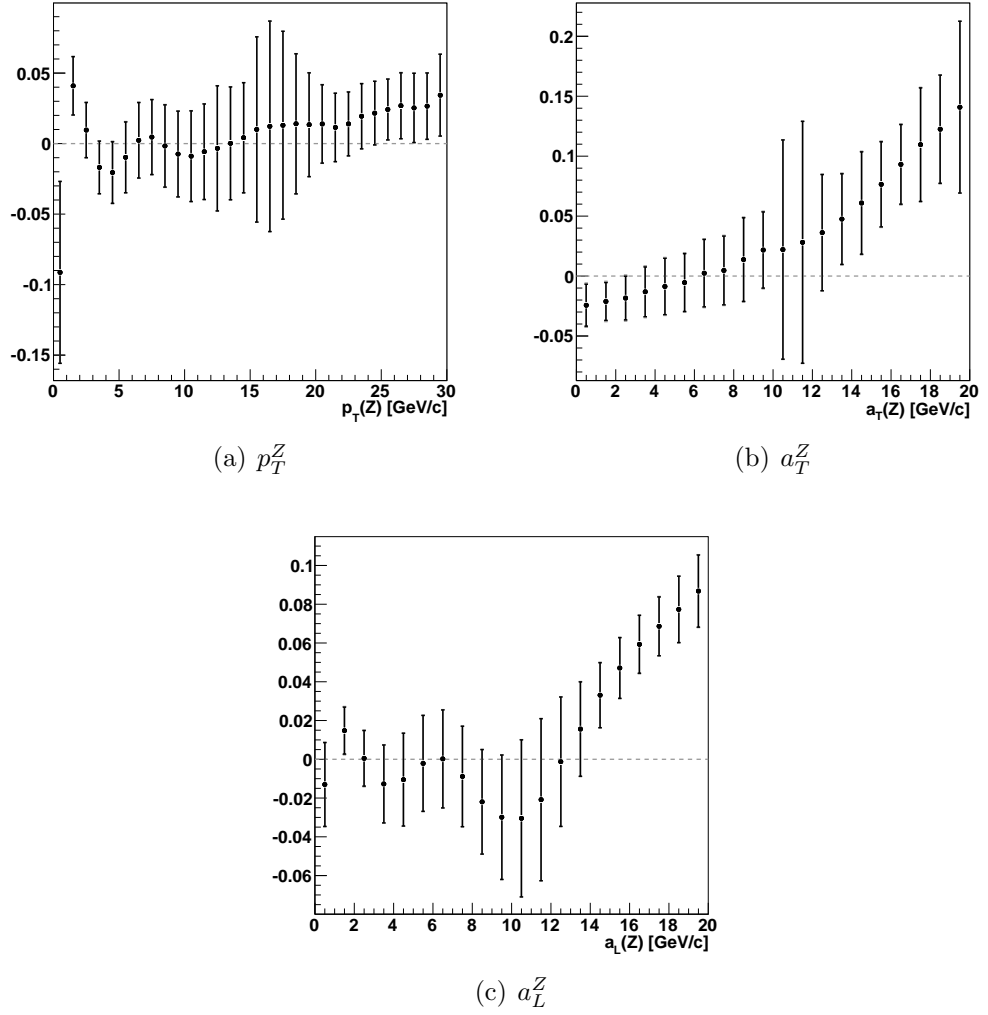 0.05
0
-0.05
-0.1
-0.15
0 5 10 15 20 25 30
p_T(Z) [GeV/c]
(a) p_T^Z
0.2
0.15
0.1
0.05
0
-0.05
0 2 4 6 8 10 12 14 16 18 20
a_T(Z) [GeV/c]
(b) a_T^Z
0.1
0.08
0.06
0.04
0.02
0
-0.02
-0.04
-0.06
0 2 4 6 8 10 12 14 16 18 20
a_L(Z) [GeV/c]
(c) a_L^Z